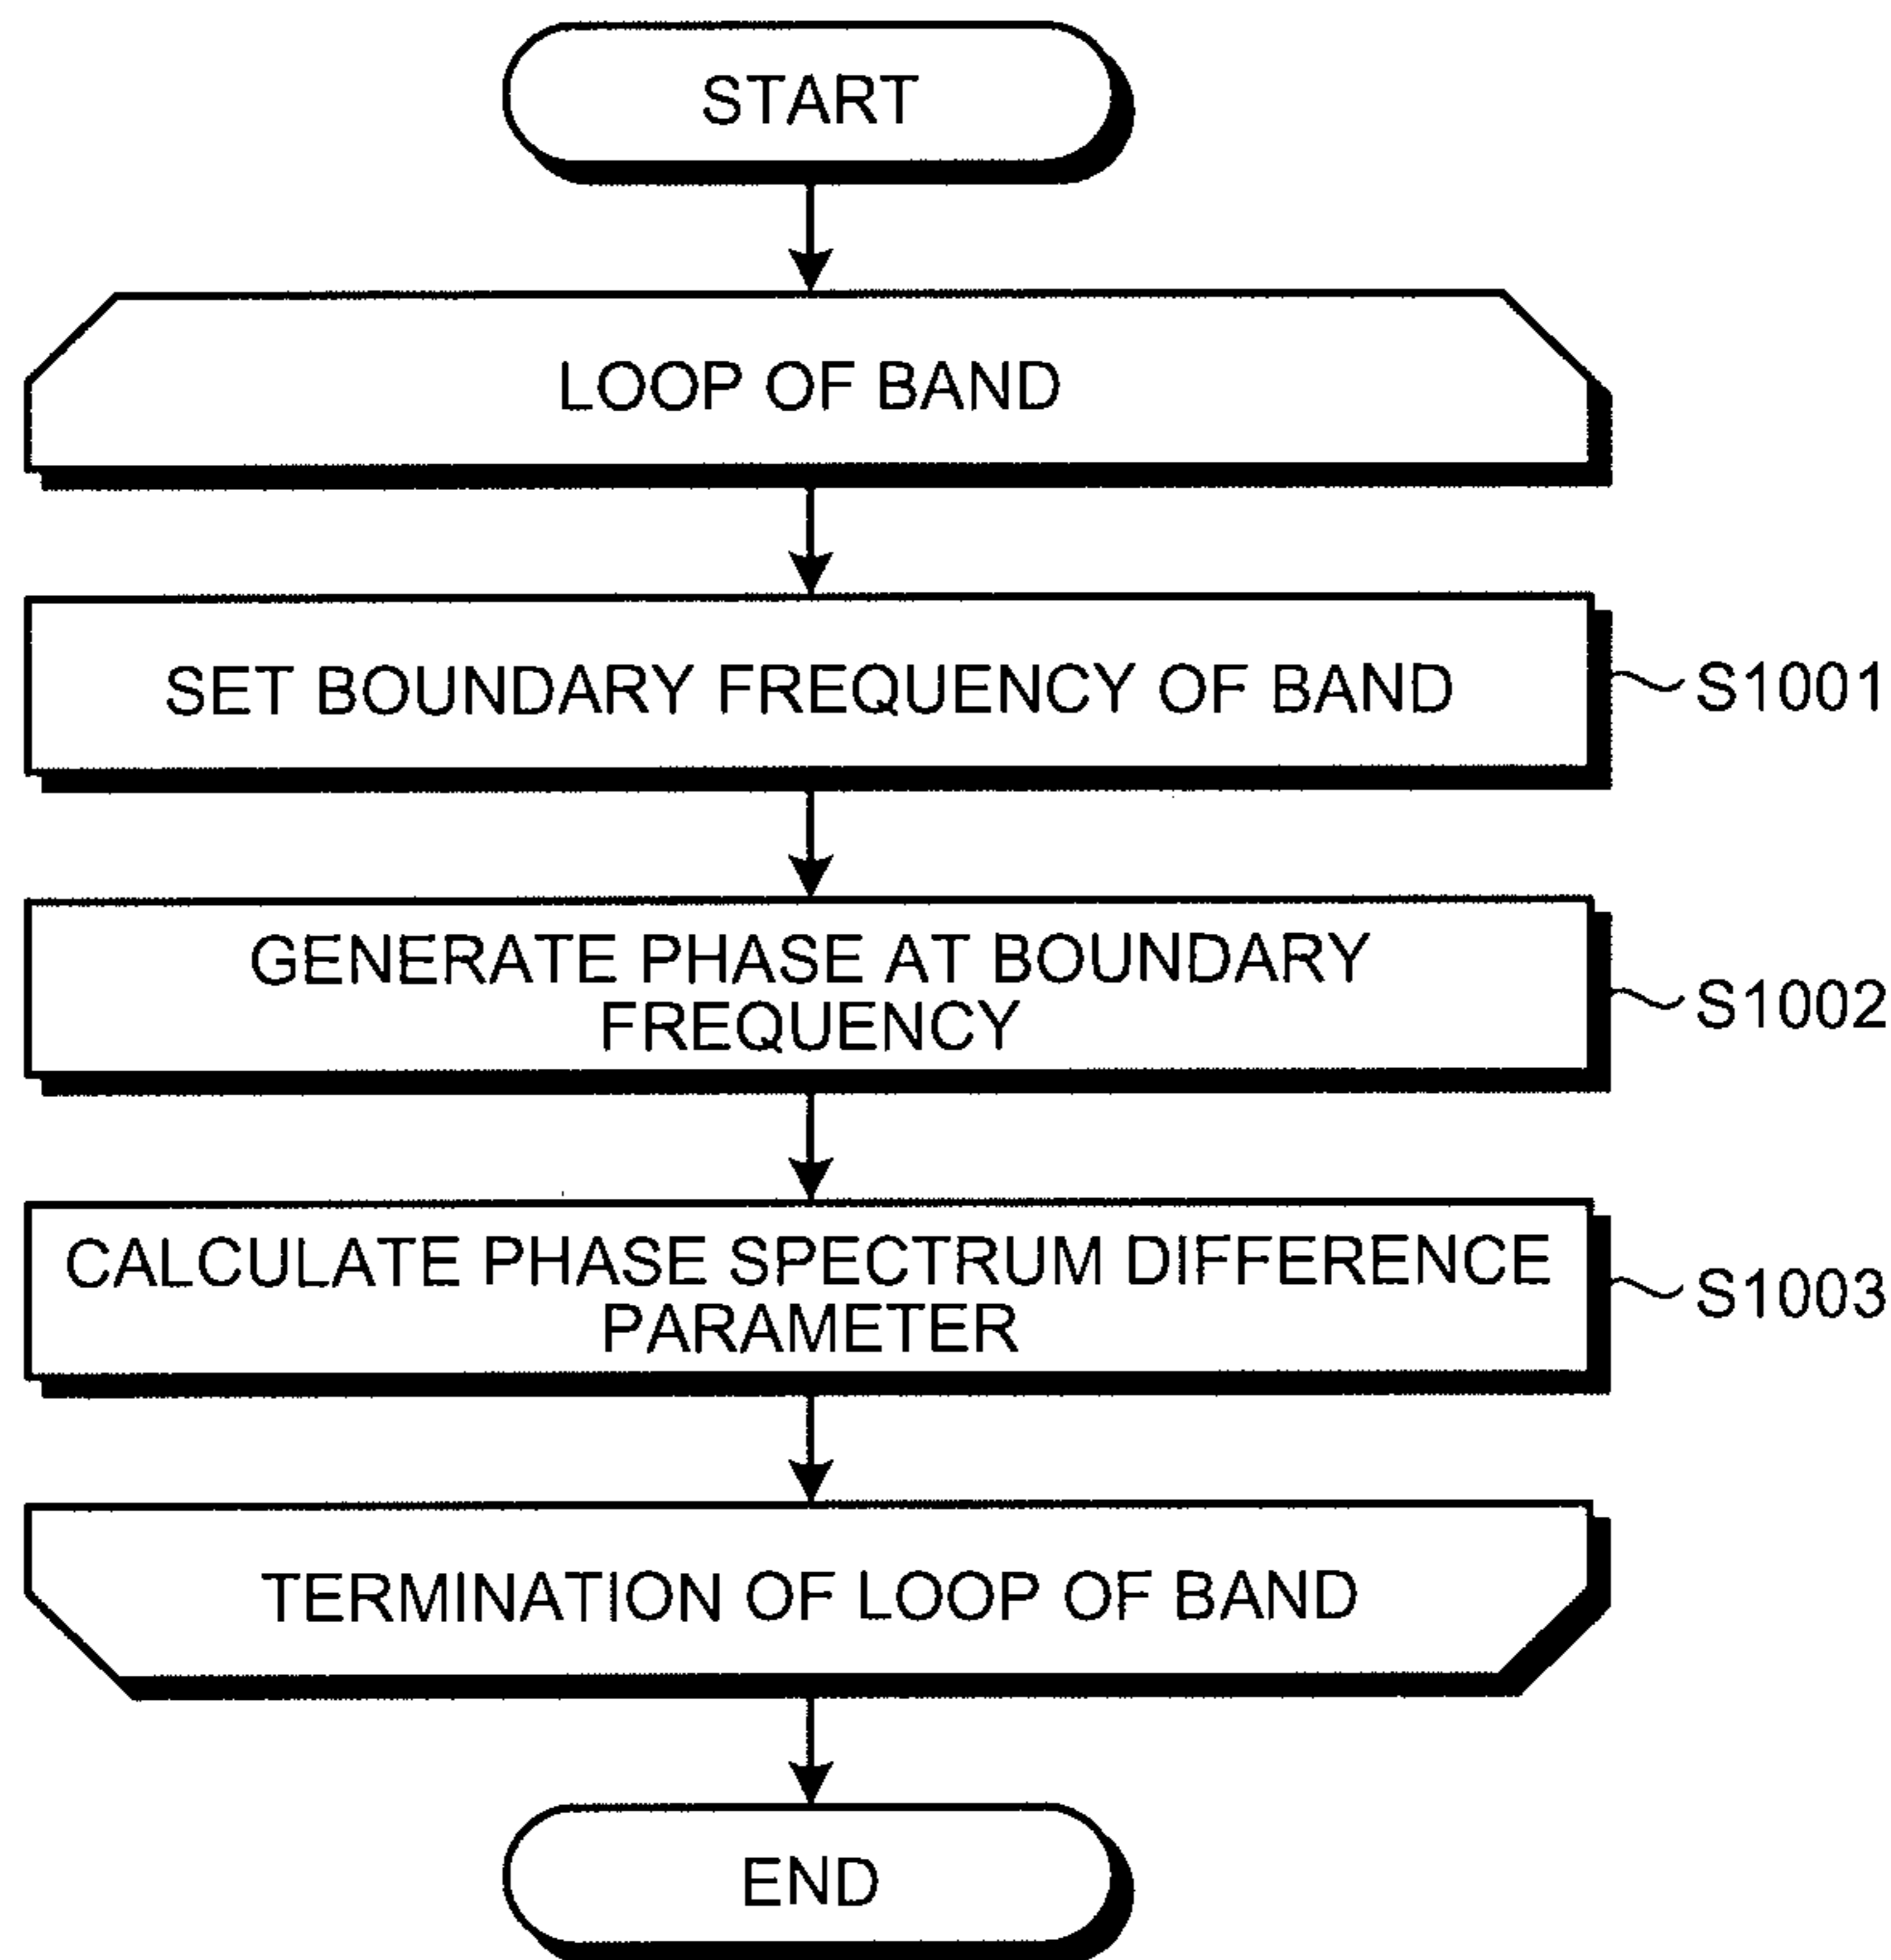 START
LOOP OF BAND
SET BOUNDARY FREQUENCY OF BAND
S1001
GENERATE PHASE AT BOUNDARY
FREQUENCY
S1002
CALCULATE PHASE SPECTRUM DIFFERENCE
PARAMETER
S1003
TERMINATION OF LOOP OF BAND
END